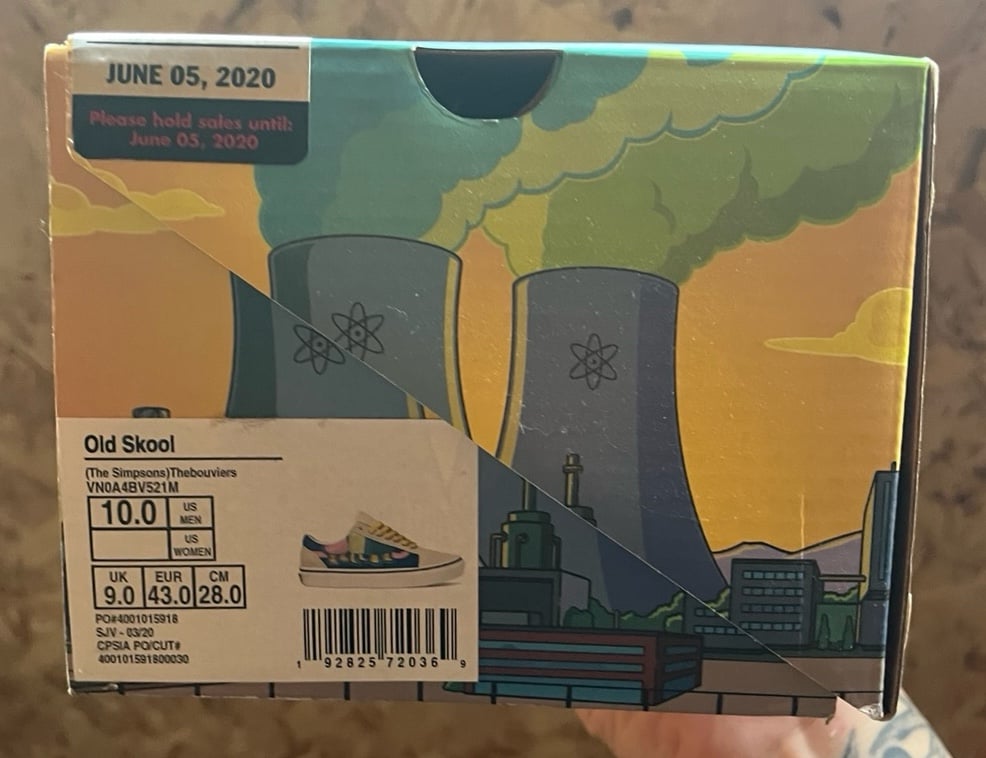 JUNE 05, 2020
Please hold sales until:
June 05, 2020
Old Skool
(The Simpsons)Thebouviers
VN0A4BV521M
10.0 US MEN
US WOMEN
UK EUR CM
9.0 43.0 28.0
PO#4001015918
SJV - 03/20
CPSIA PO/CUT#
400101591800030
1 92825 72036 9